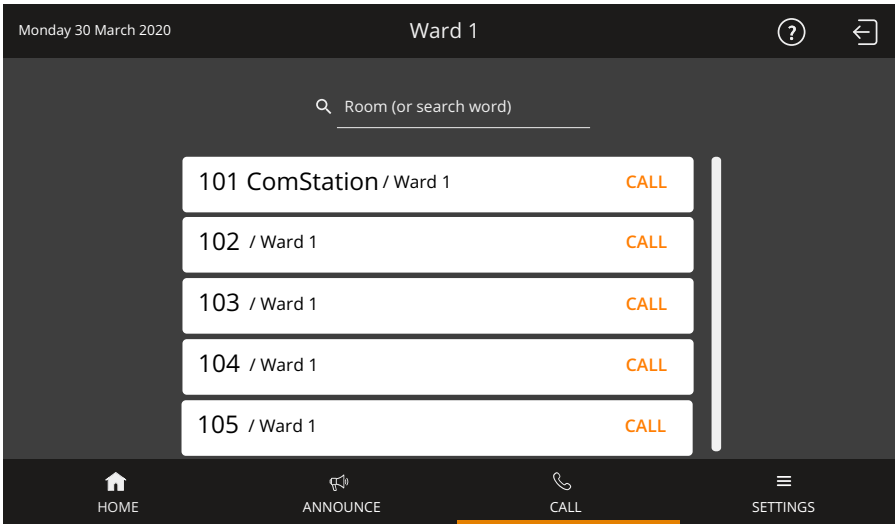 Monday 30 March 2020 Ward 1 ?
Room (or search word)
101 ComStation / Ward 1 CALL
102 / Ward 1 CALL
103 / Ward 1 CALL
104 / Ward 1 CALL
105 / Ward 1 CALL
HOME ANNOUNCE CALL SETTINGS